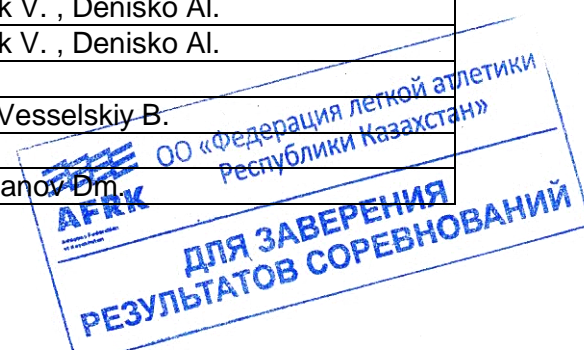 k V. , Denisko Al.
k V. , Denisko Al.
Vesselskiy B.
anov Dm.
ОО «Федерация легкой атлетики
Республики Казахстан»
AFRK
ДЛЯ ЗАВЕРЕНИЯ
РЕЗУЛЬТАТОВ СОРЕВНОВАНИЙ